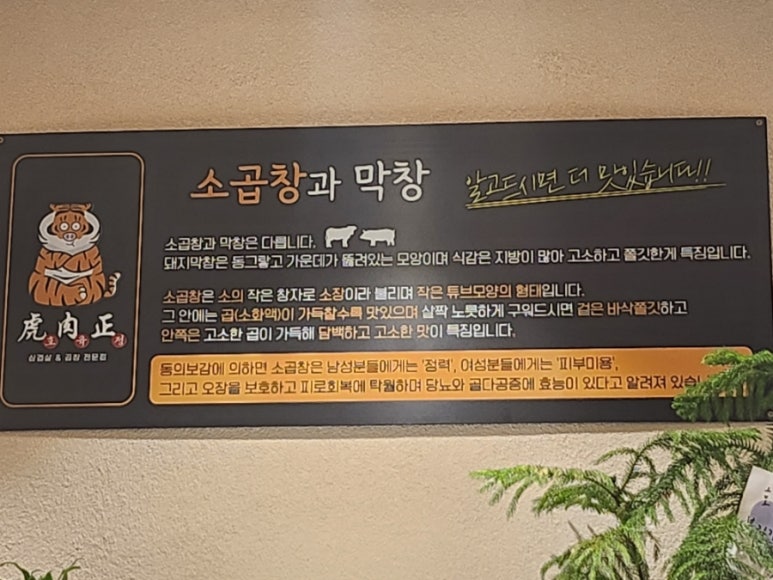 소곱창과 막창 알고드시면 더 맛있습니다!!
소곱창과 막창은 다릅니다.
돼지막창은 동그랗고 가운데가 뚫려있는 모양이며 식감은 지방이 많아 고소하고 쫄깃한게 특징입니다.
소곱창은 소의 작은 창자로 소장이라 불리며 작은 튜브모양의 형태입니다.
그 안에는 곱(소화액)이 가득찰수록 맛있으며 살짝 노릇하게 구워드시면 겉은 바삭쫄깃하고
안쪽은 고소한 곱이 가득해 담백하고 고소한 맛이 특징입니다.
동의보감에 의하면 소곱창은 남성분들에게는 '정력', 여성분들에게는 '피부미용',
그리고 오장을 보호하고 피로회복에 탁월하며 당뇨와 골다공증에 효능이 있다고 알려져
虎肉正
호육정
삼겹살 & 곱창 전문점